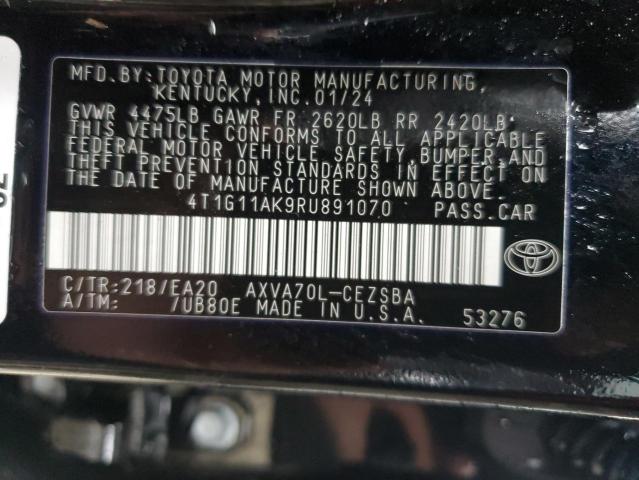 MFD.BY:TOYOTA MOTOR MANUFACTURING,
KENTUCKY, INC.01/24
GVWR 4475LB GAWR FR 2620LB RR 2420LB
THIS VEHICLE CONFORMS TO ALL APPLICABLE
FEDERAL MOTOR VEHICLE SAFETY,BUMPER,AND
THEFT PREVENTION STANDARDS IN EFFECT ON
THE DATE OF MANUFACTURE SHOWN ABOVE.
4T1G11AK9RU891070 PASS.CAR
C/TR:218/EA20 AXVA70L-CEZSBA
A/TM: /UB80E MADE IN U.S.A. 53276